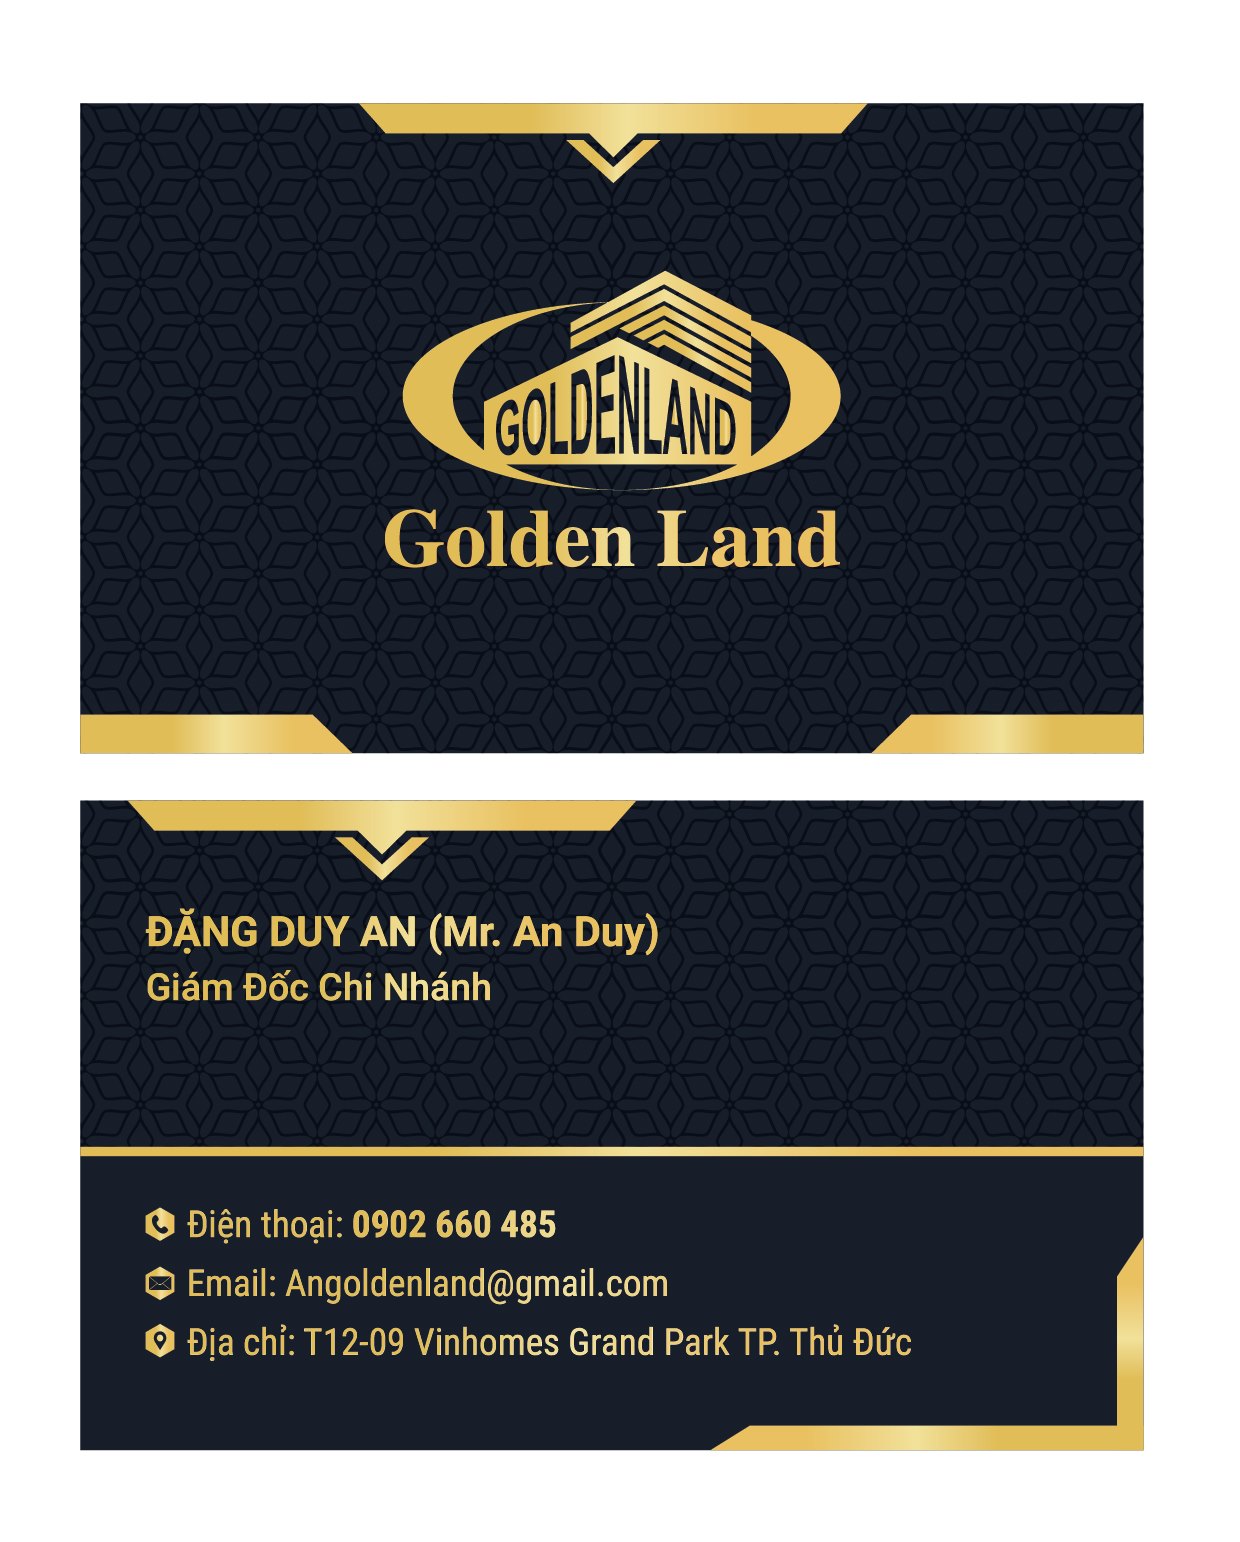 GOLDENLAND
Golden Land
ĐẶNG DUY AN (Mr. An Duy)
Giám Đốc Chi Nhánh
Điện thoại: 0902 660 485
Email: Angoldenland@gmail.com
Địa chỉ: T12-09 Vinhomes Grand Park TP. Thủ Đức